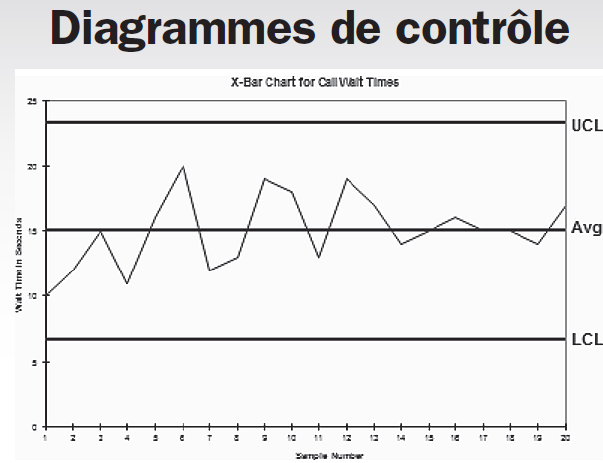 Diagrammes de contrôle
X-Bar Chart for Call Wait Times
25
UCL
20
15
Avg
Wait Time in Seconds
10
LCL
5
0
1 2 3 4 5 6 7 8 9 10 11 12 13 14 15 16 17 18 19 20
Sample Number